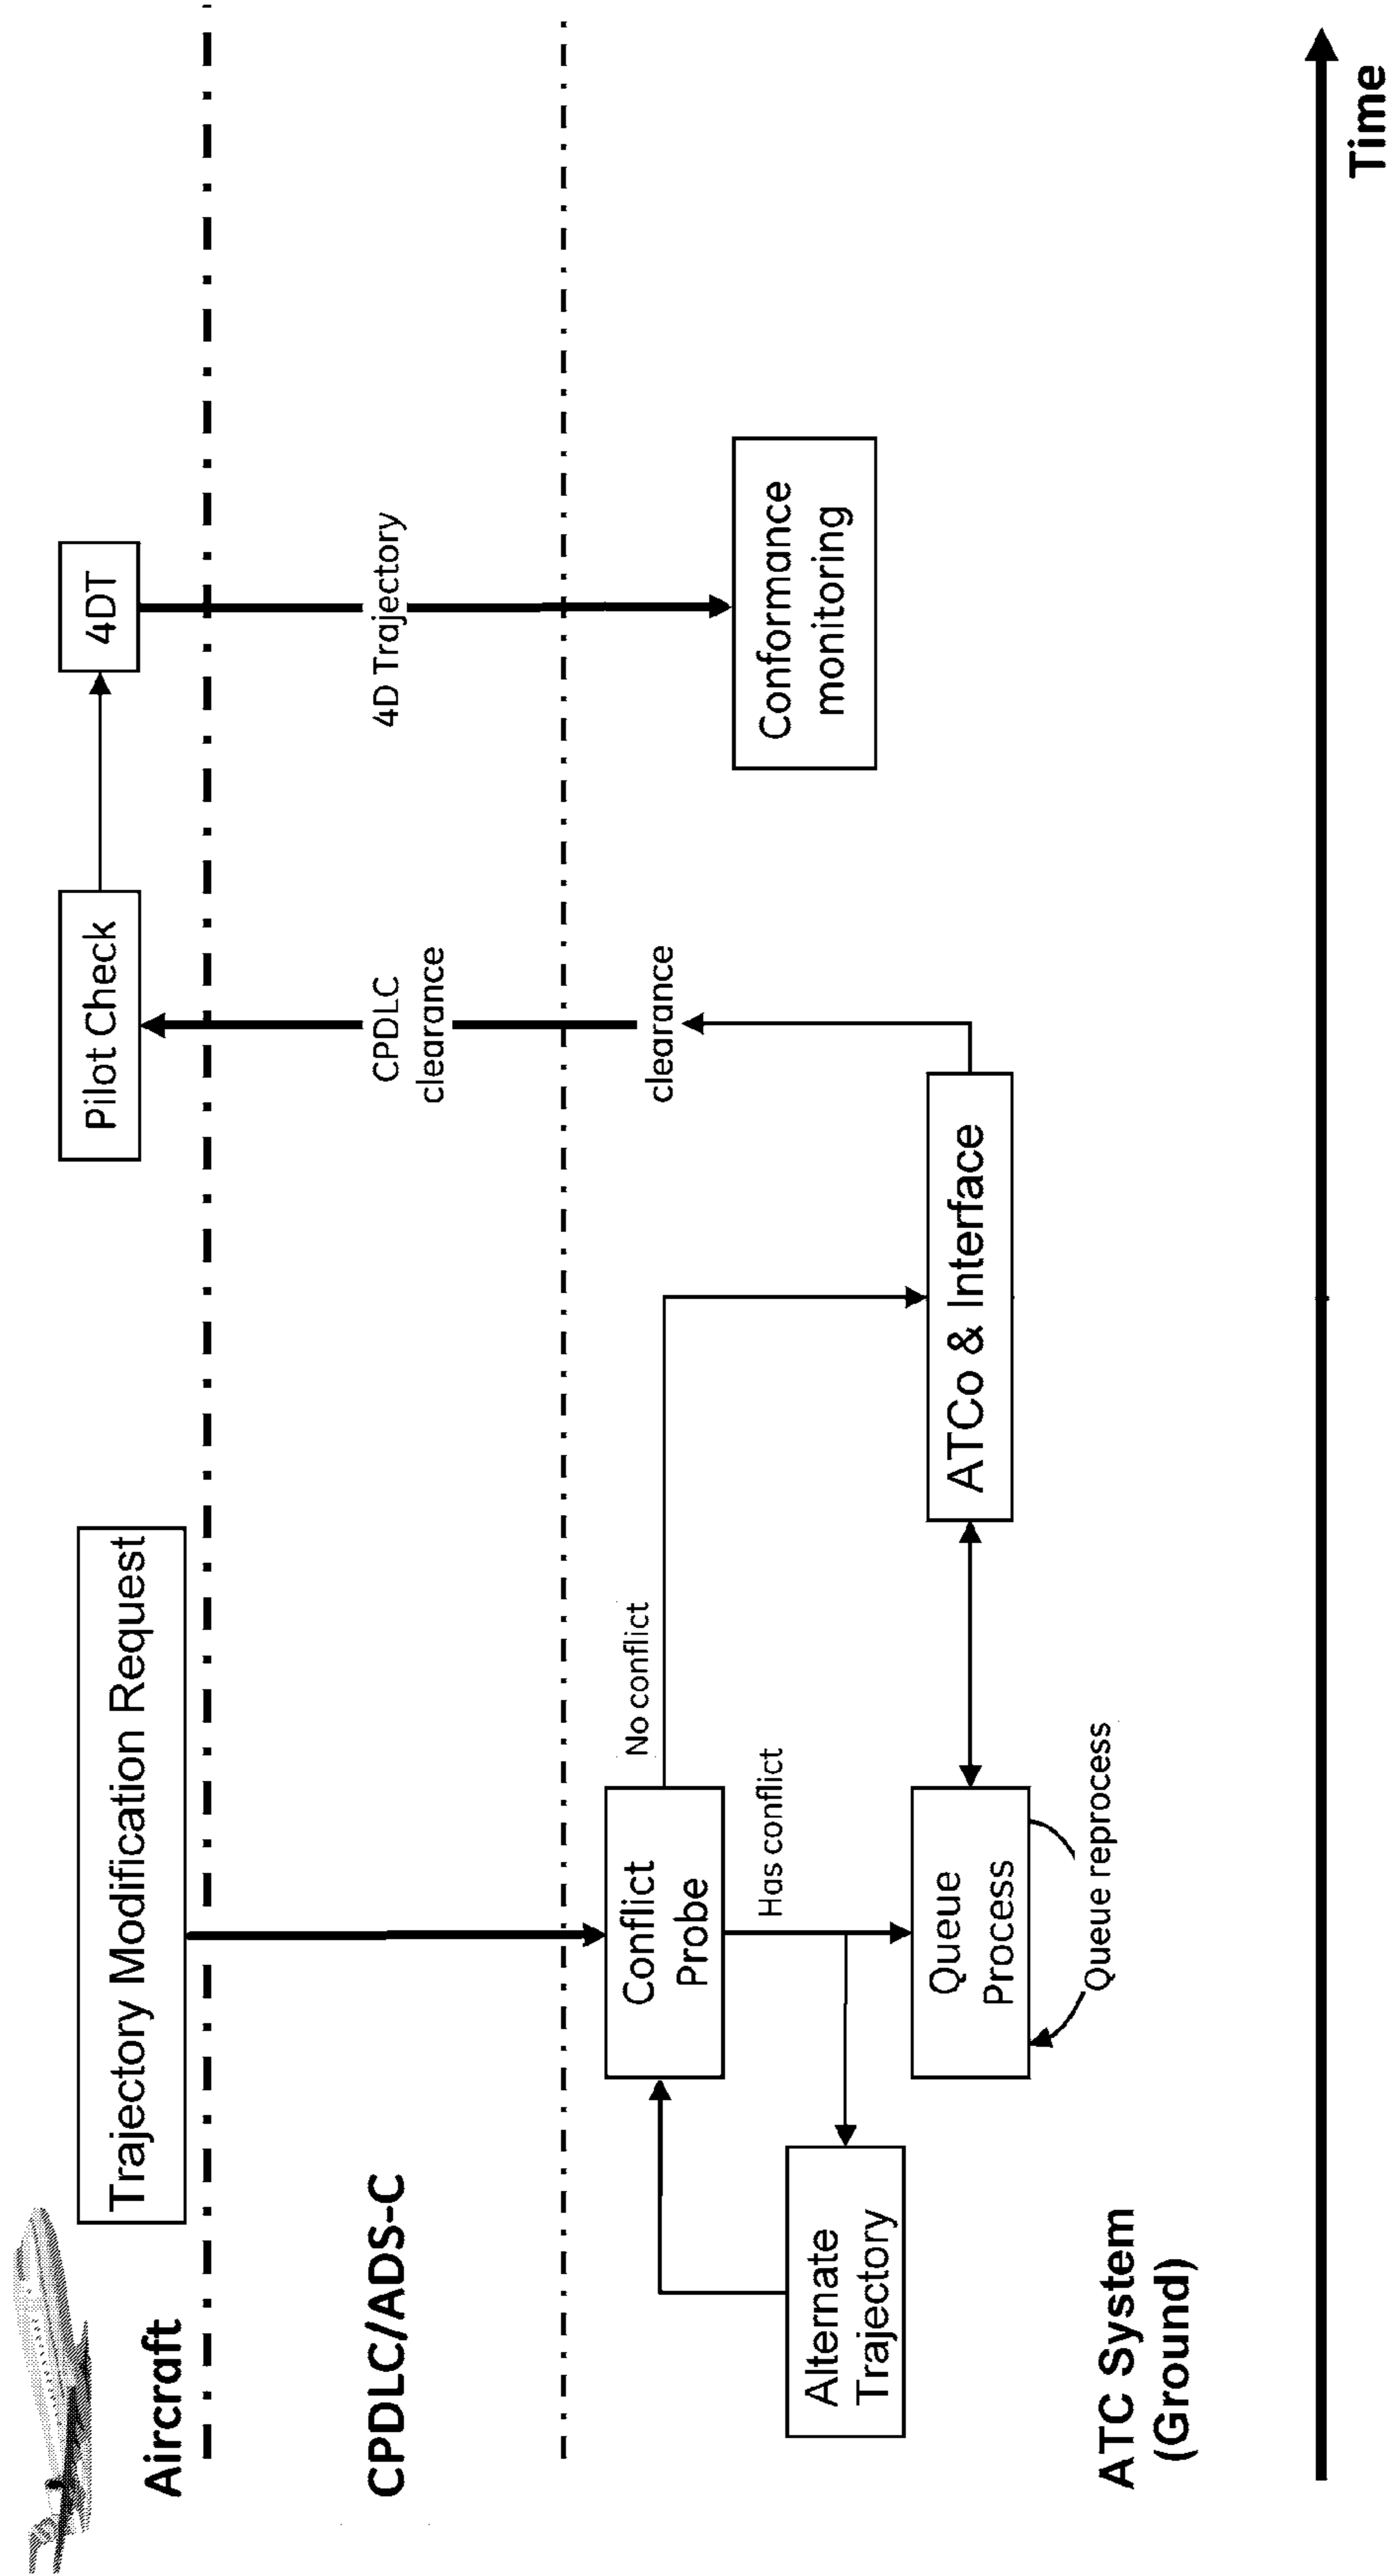 Trajectory Modification Request
Pilot Check
4DT
Aircraft
CPDLC/ADS-C
CPDLC
clearance
4D Trajectory
No conflict
clearance
Conflict
Probe
Has conflict
Conformance
monitoring
Alternate
Trajectory
Queue
Process
ATCo & Interface
Queue reprocess
ATC System
(Ground)
Time